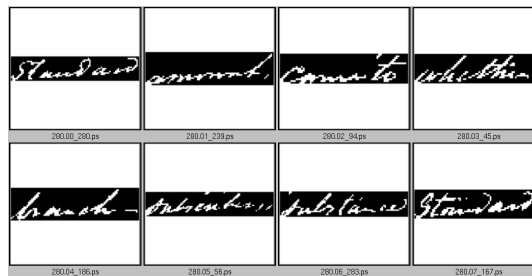 Standard amount, Come to whethin
280.00_280.ps 280.01_239.ps 280.02_94.ps 280.03_45.ps
branch- substance Standard
280.04_186.ps 280.05_56.ps 280.06_283.ps 280.07_167.ps